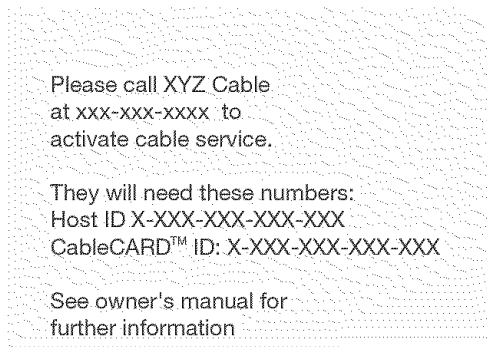 Please call XYZ Cable
at xxx-xxx-xxxx to
activate cable service.
They will need these numbers:
Host ID X-XXX-XXX-XXX-XXX
CableCARD™ ID: X-XXX-XXX-XXX-XXX
See owner's manual for
further information